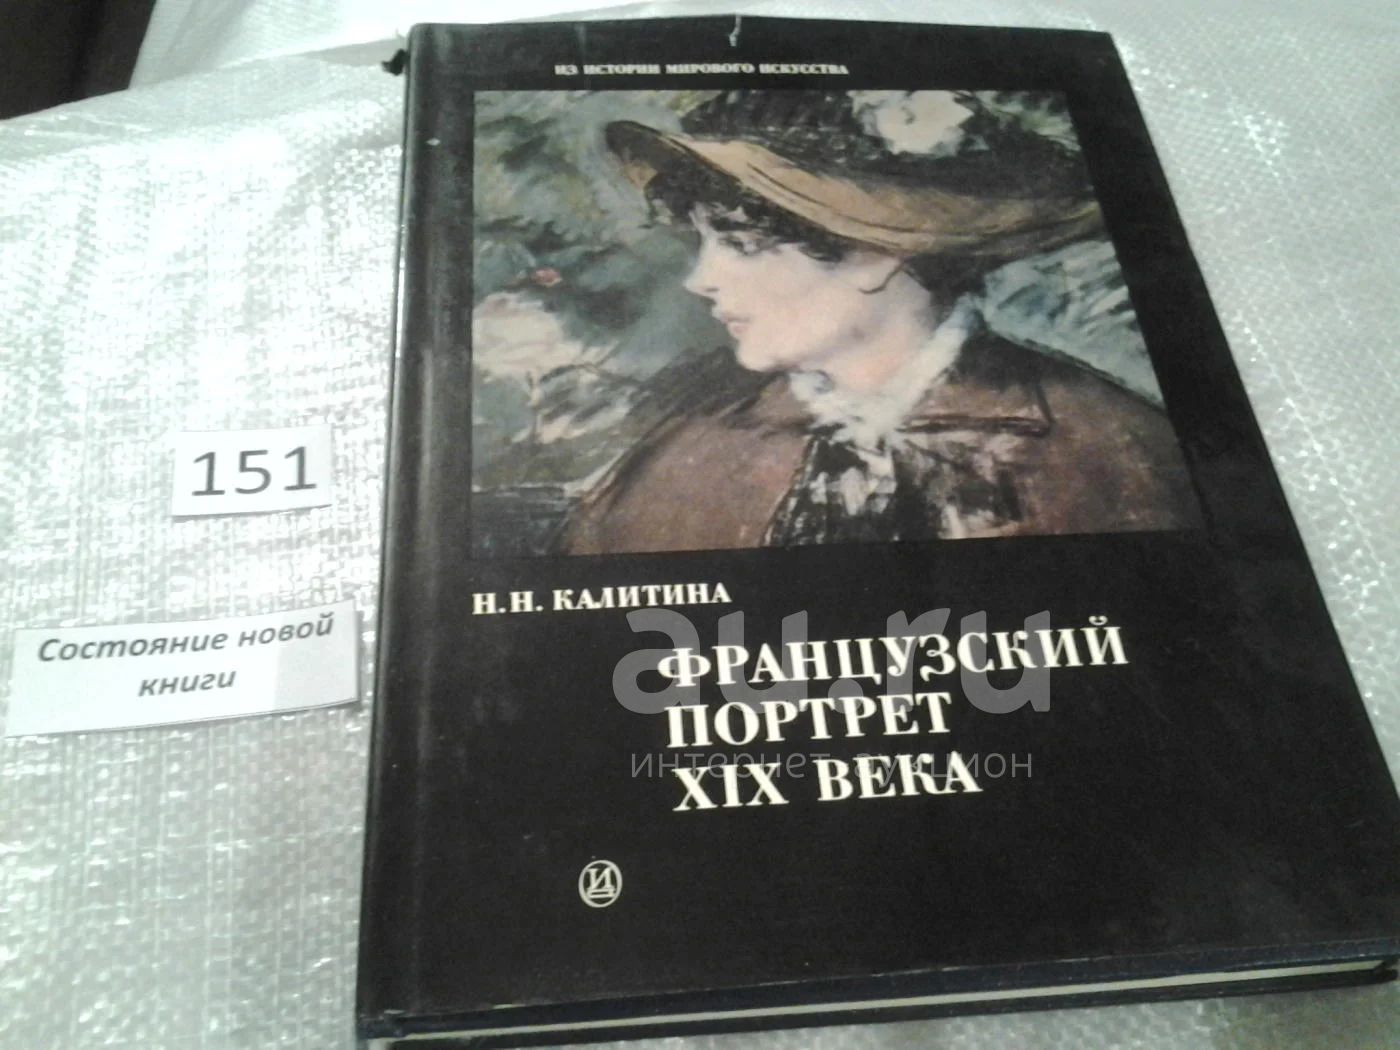 ИЗ ИСТОРИИ МИРОВОГО ИСКУССТВА
151
Состояние новой
книги
Н. Н. КАЛИТИНА
ФРАНЦУЗСКИЙ
ПОРТРЕТ
XIX ВЕКА
au.ru
интернет аукцион